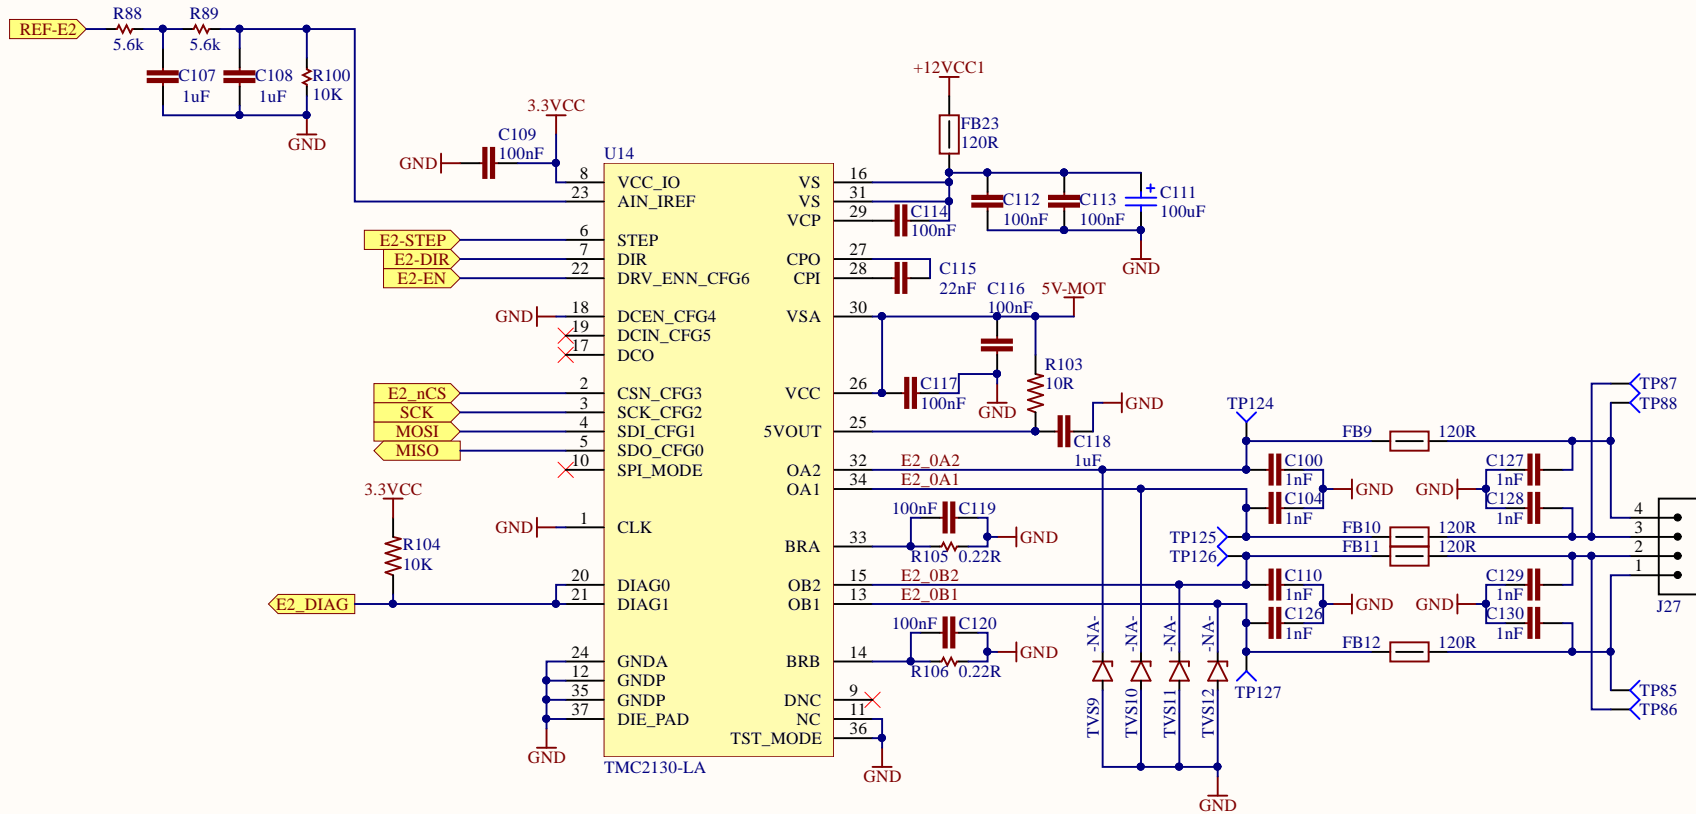 REF-E2
R88
5.6k
R89
5.6k
C107
1uF
C108
1uF
R100
10K
GND
3.3VCC
C109
100nF
GND
+12VCC1
FB23
120R
C112
100nF
C113
100nF
+
C111
100uF
GND
C114
100nF
C115
22nF
C116
100nF
5V-MOT
R103
10R
C117
100nF
GND
C118
1uF
GND
U14
8 VCC_IO
23 AIN_IREF
E2-STEP 6 STEP
E2-DIR 7 DIR
E2-EN 22 DRV_ENN_CFG6
GND 18 DCEN_CFG4
19 DCIN_CFG5
17 DCO
E2_nCS 2 CSN_CFG3
SCK 3 SCK_CFG2
MOSI 4 SDI_CFG1
MISO 5 SDO_CFG0
10 SPI_MODE
GND 1 CLK
3.3VCC
R104
10K
20 DIAG0
E2_DIAG 21 DIAG1
24 GNDA
12 GNDP
35 GNDP
37 DIE_PAD
GND
TMC2130-LA
VS 16
VS 31
VCP 29
CPO 27
CPI 28
VSA 30
VCC 26
5VOUT 25
OA2 32 E2_0A2
OA1 34 E2_0A1
BRA 33
OB2 15 E2_0B2
OB1 13 E2_0B1
BRB 14
DNC 9
NC 11
TST_MODE 36
GND
100nF C119
R105 0.22R
GND
100nF C120
R106 0.22R
GND
-NA-
-NA-
-NA-
-NA-
TVS9
TVS10
TVS11
TVS12
GND
TP124
TP125
TP126
TP127
C100
1nF
C104
1nF
GND
C110
1nF
C126
1nF
GND
FB9 120R
FB10 120R
FB11 120R
FB12 120R
GND
C127
1nF
C128
1nF
GND
C129
1nF
C130
1nF
TP87
TP88
4
3
2
1
J27
TP85
TP86